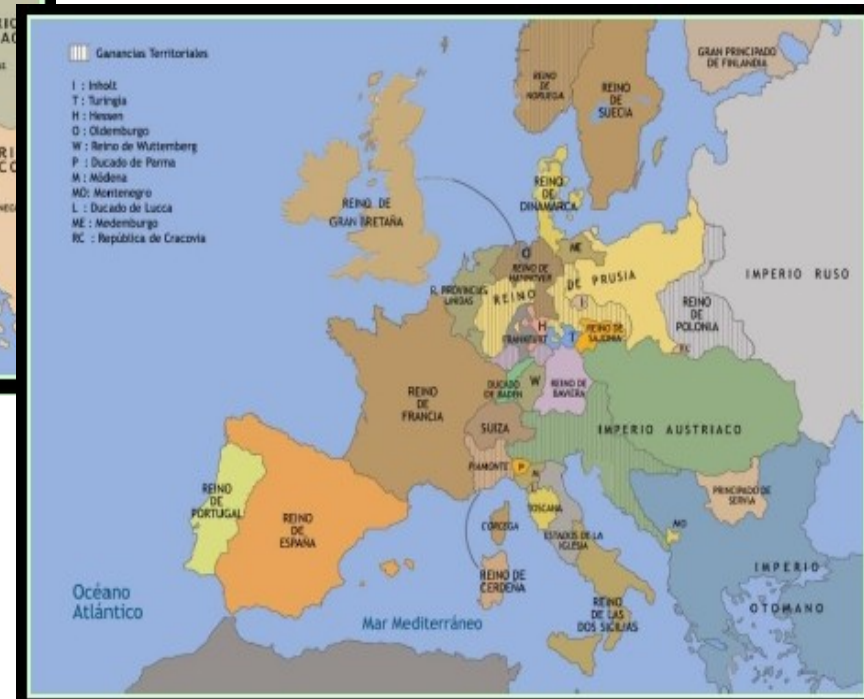 Ganancias Territoriales
I : Inholt
T : Turingia
H : Hessen
O : Oldemburgo
W : Reino de Wuttemberg
P : Ducado de Parma
M : Módena
MO: Montenegro
L : Ducado de Lucca
ME : Medemburgo
RC : República de Cracovia
REINO
DE
NORUEGA
REINO
DE
SUECIA
GRAN PRINCIPADO
DE FINLANDIA
REINO DE
GRAN BRETAÑA
REINO
DE
DINAMARCA
IMPERIO RUSO
O
REINO DE
HANNOVER
ME
P. PROVINCIAS
UNIDAS
REINO DE PRUSIA
I
REINO
DE
POLONIA
H
FRANKFURT
T
REINO DE
SAJONIA
RC
REINO
DE
FRANCIA
DUCADO
DE BADEN
W
REINO DE
BAVIERA
SUIZA
IMPERIO AUSTRIACO
PIAMONTE
P
M
L
TOSCANA
PRINCIPADO DE
SERVIA
MO
REINO
DE
PORTUGAL
REINO
DE
ESPAÑA
CORCEGA
ESTADOS DE LA
IGLESIA
REINO DE
CERDEÑA
IMPERIO
OTOMANO
REINO
DE LAS
DOS SICILIAS
Océano
Atlántico
Mar Mediterráneo